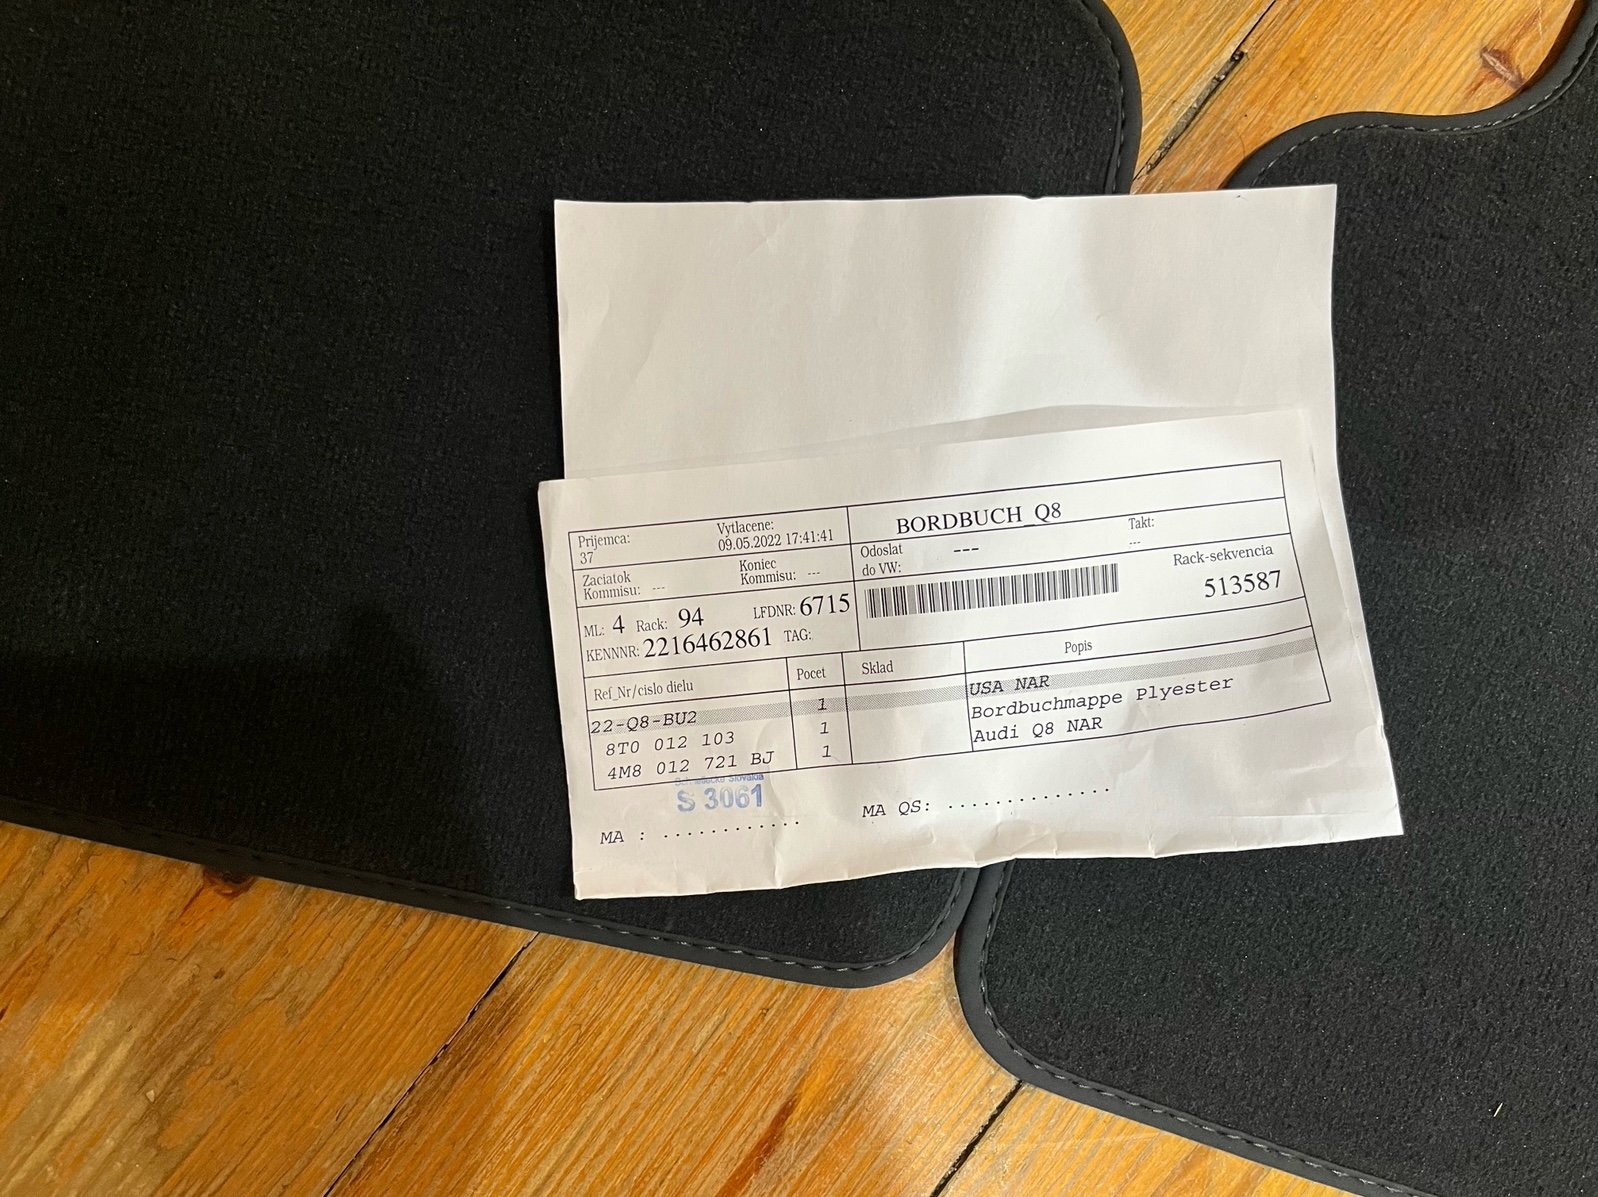 Prijemca:
37
Vytlacene:
09.05.2022 17:41:41
BORDBUCH_Q8
Zaciatok
Kommisu: ---
Koniec
Kommisu: ---
Odoslat
do VW:
---
Takt:
---
ML: 4 Rack: 94 LFDNR: 6715
KENNNR: 2216462861 TAG:
Rack-sekvencia
513587
Ref_Nr/cislo dielu Pocet Sklad Popis
22-Q8-BU2 1 USA NAR
8T0 012 103 1 Bordbuchmappe Plyester
4M8 012 721 BJ 1 Audi Q8 NAR
Slovakia
S 3061
MA : ............
MA QS: ..............